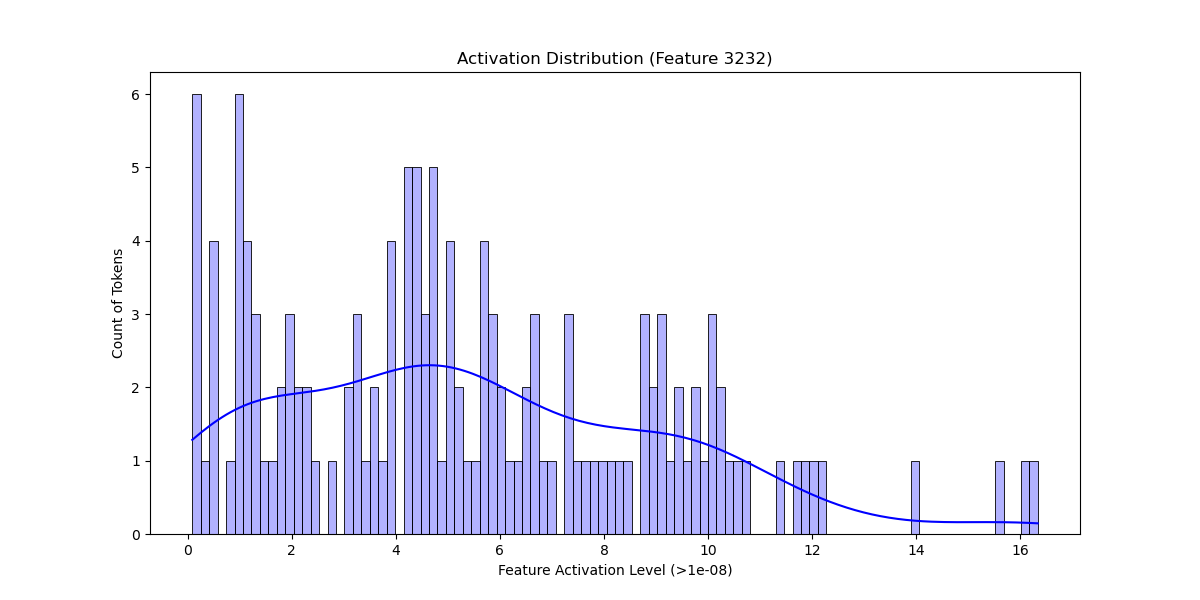 Activation Distribution (Feature 3232)
Count of Tokens
6
5
4
3
2
1
0
0 2 4 6 8 10 12 14 16
Feature Activation Level (>1e-08)